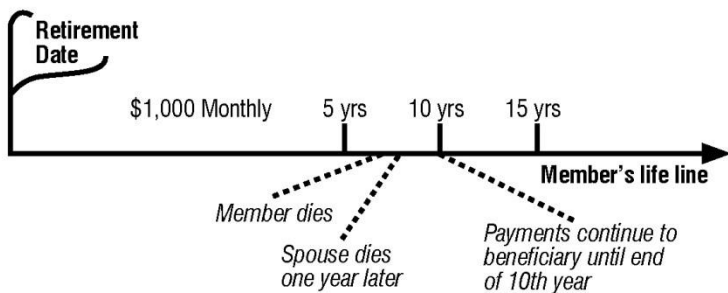 Retirement
Date
$1,000 Monthly
5 yrs
10 yrs
15 yrs
Member's life line
Member dies
Spouse dies
one year later
Payments continue to
beneficiary until end
of 10th year